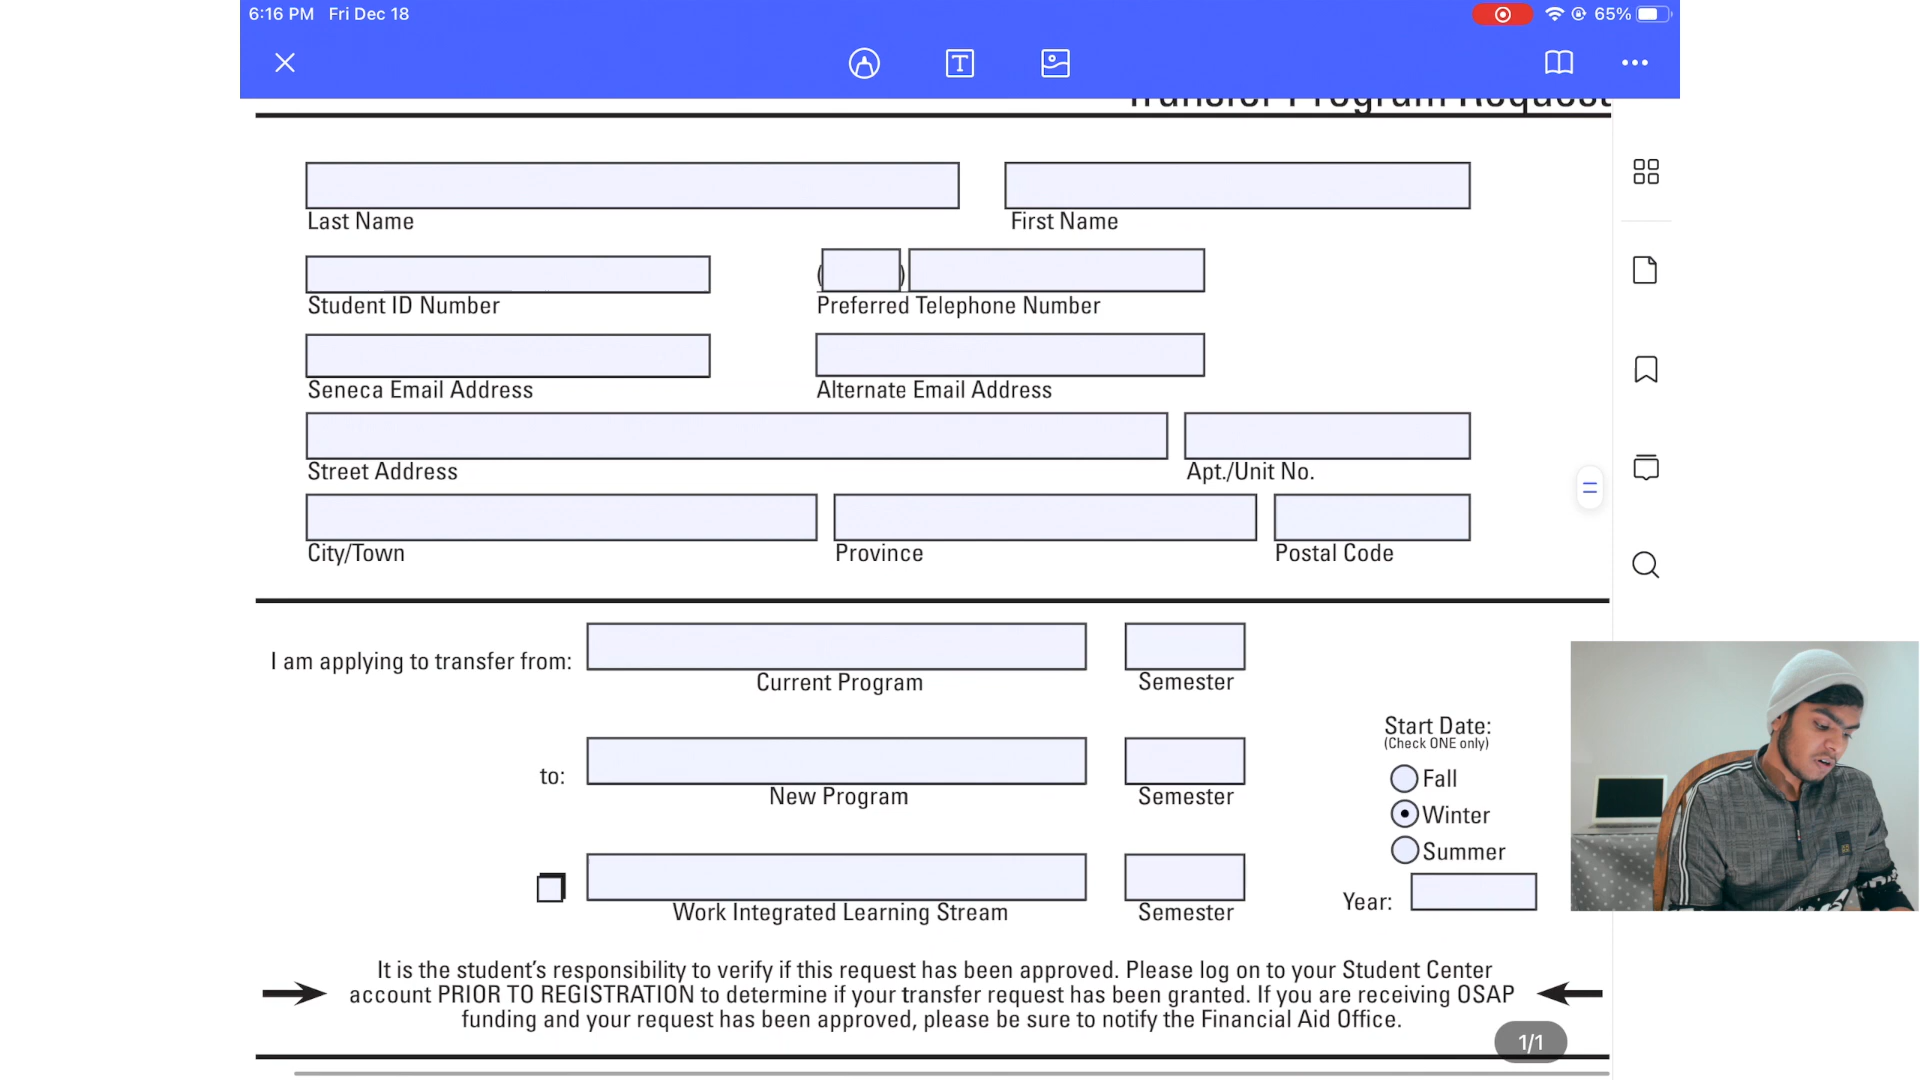 6:16 PM Fri Dec 18
65%
T
Transfer Program Request
Last Name
First Name
( )
Student ID Number
Preferred Telephone Number
Seneca Email Address
Alternate Email Address
Street Address
Apt./Unit No.
City/Town
Province
Postal Code
I am applying to transfer from:
Current Program
Semester
Start Date:
(Check ONE only)
to:
New Program
Semester
Fall
Winter
Summer
Work Integrated Learning Stream
Semester
Year:
It is the student's responsibility to verify if this request has been approved. Please log on to your Student Center
account PRIOR TO REGISTRATION to determine if your transfer request has been granted. If you are receiving OSAP
funding and your request has been approved, please be sure to notify the Financial Aid Office.
1/1